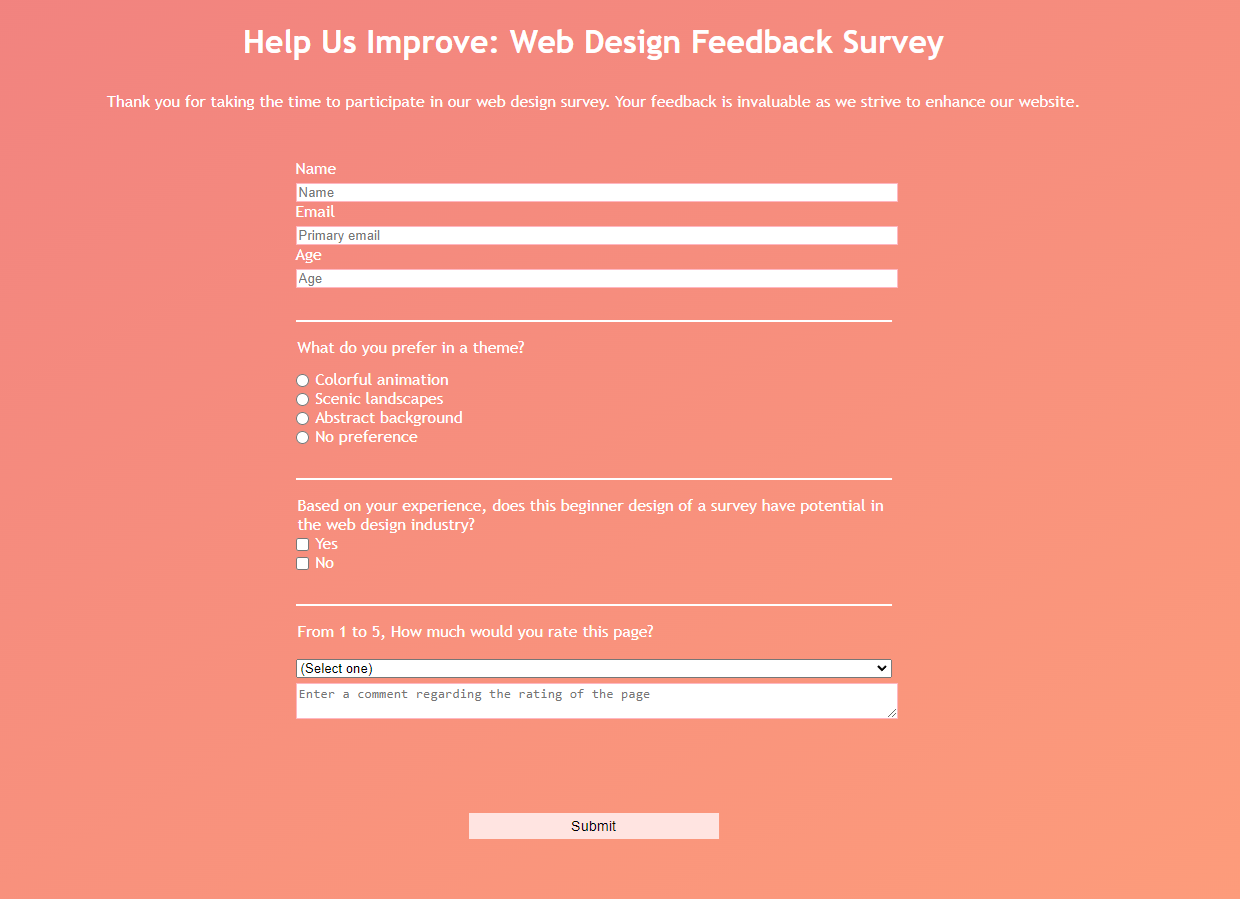 Help Us Improve: Web Design Feedback Survey
Thank you for taking the time to participate in our web design survey. Your feedback is invaluable as we strive to enhance our website.
Name
Name
Email
Primary email
Age
Age
What do you prefer in a theme?
Colorful animation
Scenic landscapes
Abstract background
No preference
Based on your experience, does this beginner design of a survey have potential in
the web design industry?
Yes
No
From 1 to 5, How much would you rate this page?
(Select one)
Enter a comment regarding the rating of the page
Submit